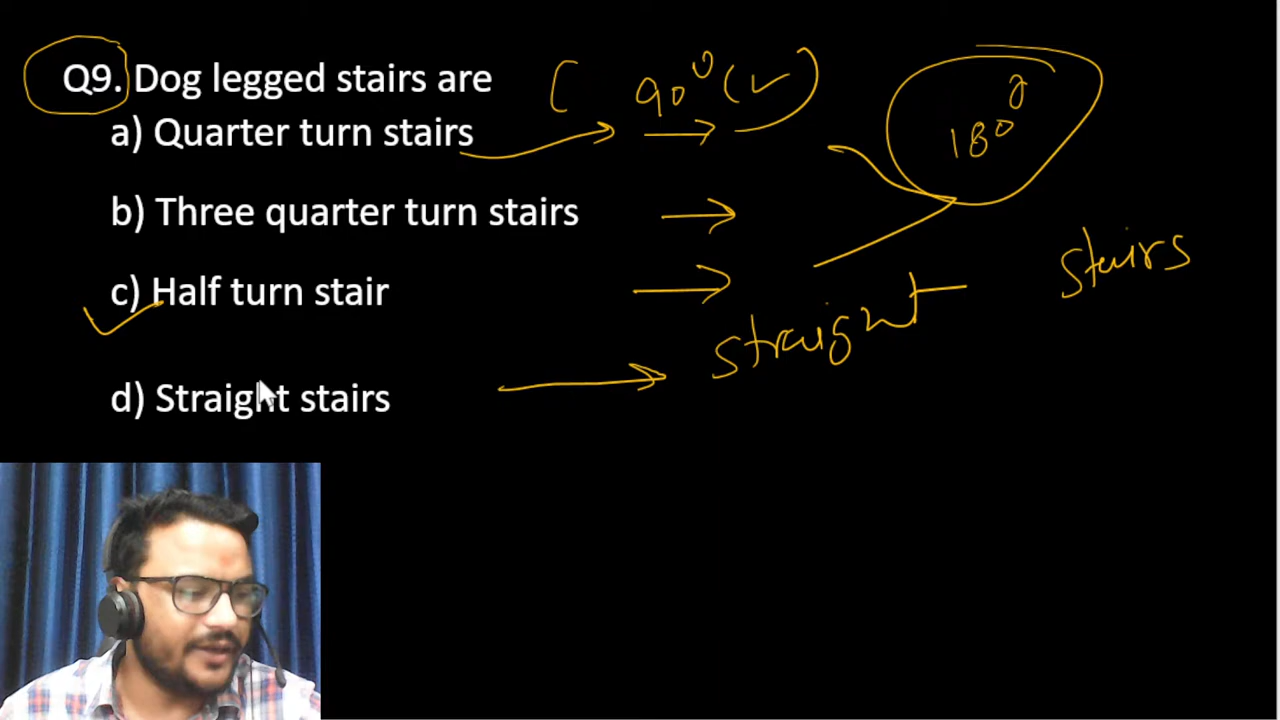 Q9. Dog legged stairs are
a) Quarter turn stairs
90°
180°
b) Three quarter turn stairs
c) Half turn stair
straight stairs
d) Straight stairs